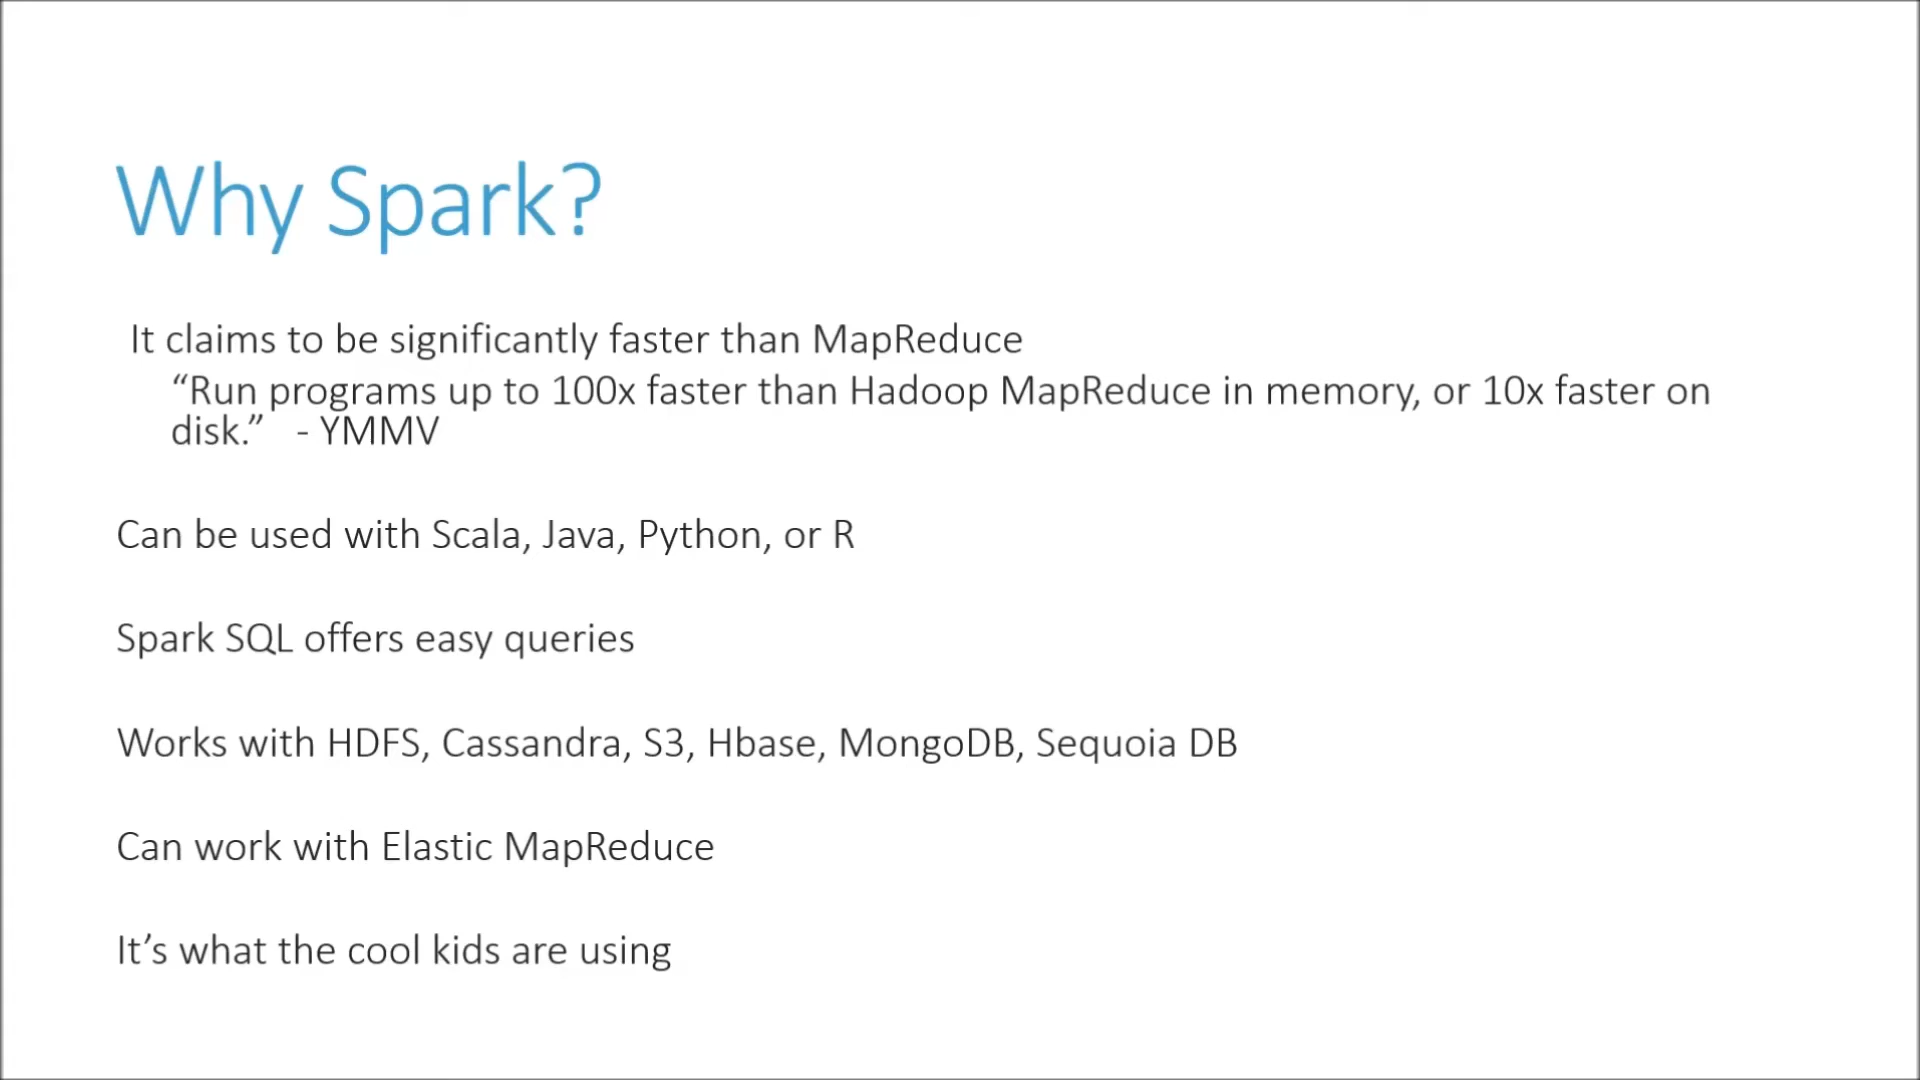 Why Spark?
It claims to be significantly faster than MapReduce
“Run programs up to 100x faster than Hadoop MapReduce in memory, or 10x faster on
disk.”   - YMMV
Can be used with Scala, Java, Python, or R
Spark SQL offers easy queries
Works with HDFS, Cassandra, S3, Hbase, MongoDB, Sequoia DB
Can work with Elastic MapReduce
It’s what the cool kids are using